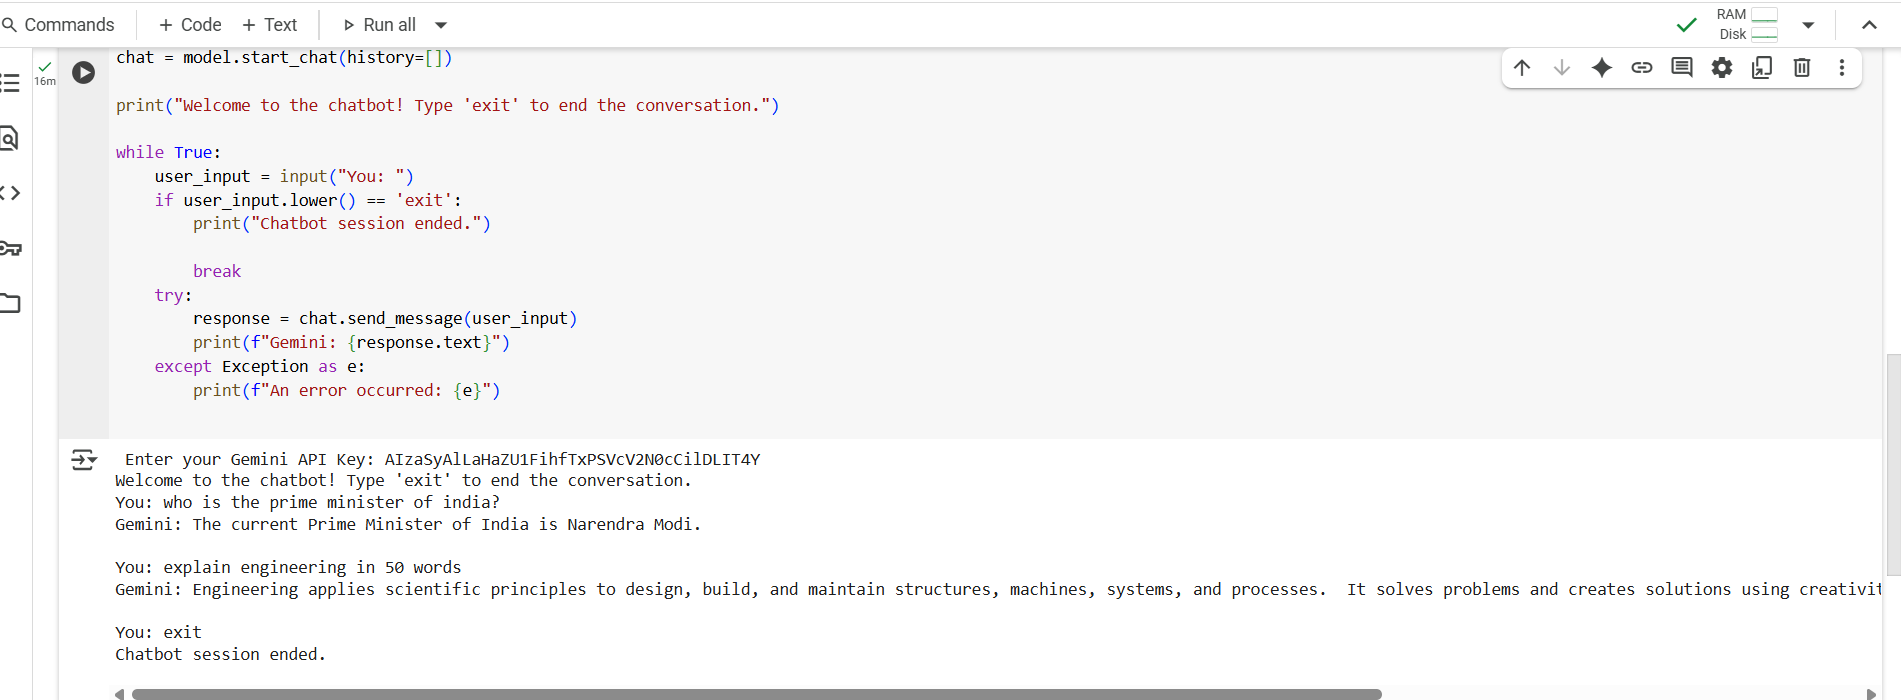 Commands + Code + Text Run all
RAM
Disk
16m
chat = model.start_chat(history=[])
print("Welcome to the chatbot! Type 'exit' to end the conversation.")
while True:
user_input = input("You: ")
if user_input.lower() == 'exit':
print("Chatbot session ended.")
break
try:
response = chat.send_message(user_input)
print(f"Gemini: {response.text}")
except Exception as e:
print(f"An error occurred: {e}")
Enter your Gemini API Key: AIzaSyAlLaHaZU1FihfTxPSVcV2N0cCilDLIT4Y
Welcome to the chatbot! Type 'exit' to end the conversation.
You: who is the prime minister of india?
Gemini: The current Prime Minister of India is Narendra Modi.
You: explain engineering in 50 words
Gemini: Engineering applies scientific principles to design, build, and maintain structures, machines, systems, and processes. It solves problems and creates solutions using
You: exit
Chatbot session ended.